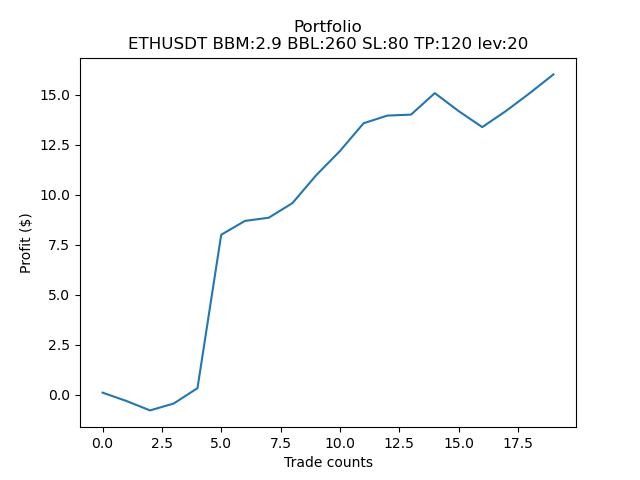 Portfolio
ETHUSDT BBM:2.9 BBL:260 SL:80 TP:120 lev:20
15.0
12.5
10.0
7.5
5.0
2.5
0.0
Profit ($)
0.0 2.5 5.0 7.5 10.0 12.5 15.0 17.5
Trade counts